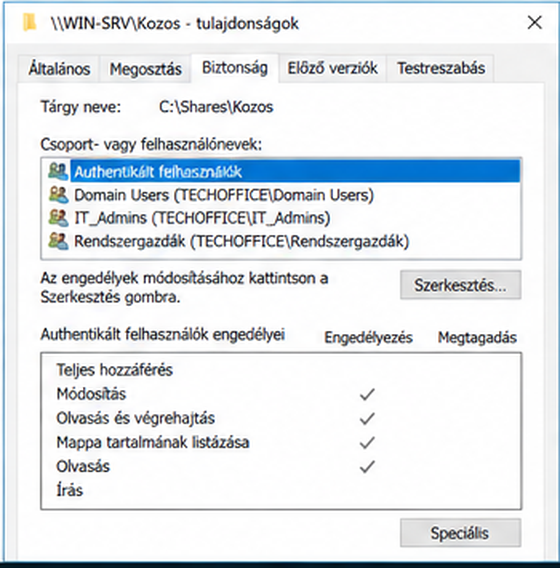 \\WIN-SRV\Kozos - tulajdonságok
Általános Megosztás Biztonság Előző verziók Testreszabás
Tárgy neve: C:\Shares\Kozos
Csoport- vagy felhasználónevek:
Authentikált felhasználók
Domain Users (TECHOFFICE\Domain Users)
IT_Admins (TECHOFFICE\IT_Admins)
Rendszergazdák (TECHOFFICE\Rendszergazdák)
Az engedélyek módosításához kattintson a
Szerkesztés gombra.
Szerkesztés...
Authentikált felhasználók engedélyei Engedélyezés Megtagadás
Teljes hozzáférés
Módosítás
Olvasás és végrehajtás
Mappa tartalmának listázása
Olvasás
Írás
Speciális